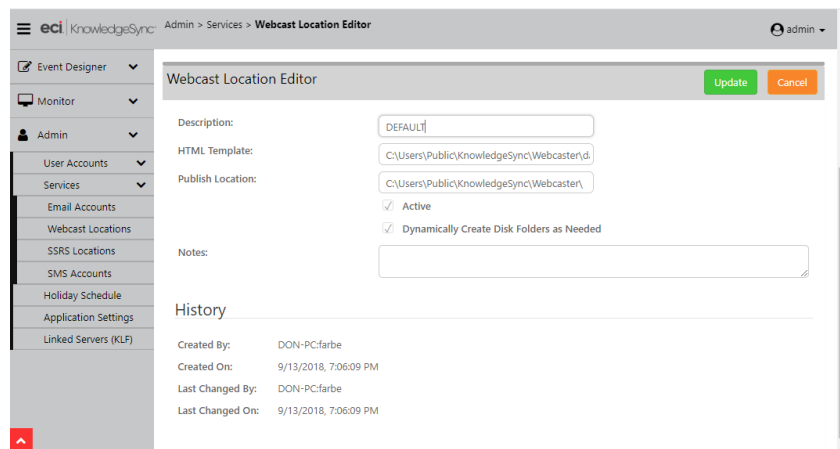 eci KnowledgeSync Admin > Services > Webcast Location Editor admin
Event Designer
Monitor
Admin
User Accounts
Services
Email Accounts
Webcast Locations
SSRS Locations
SMS Accounts
Holiday Schedule
Application Settings
Linked Servers (KLF)
Webcast Location Editor Update Cancel
Description: DEFAULT
HTML Template: C:\Users\Public\KnowledgeSync\Webcaster\d
Publish Location: C:\Users\Public\KnowledgeSync\Webcaster\
Active
Dynamically Create Disk Folders as Needed
Notes:
History
Created By: DON-PC:farbe
Created On: 9/13/2018, 7:06:09 PM
Last Changed By: DON-PC:farbe
Last Changed On: 9/13/2018, 7:06:09 PM